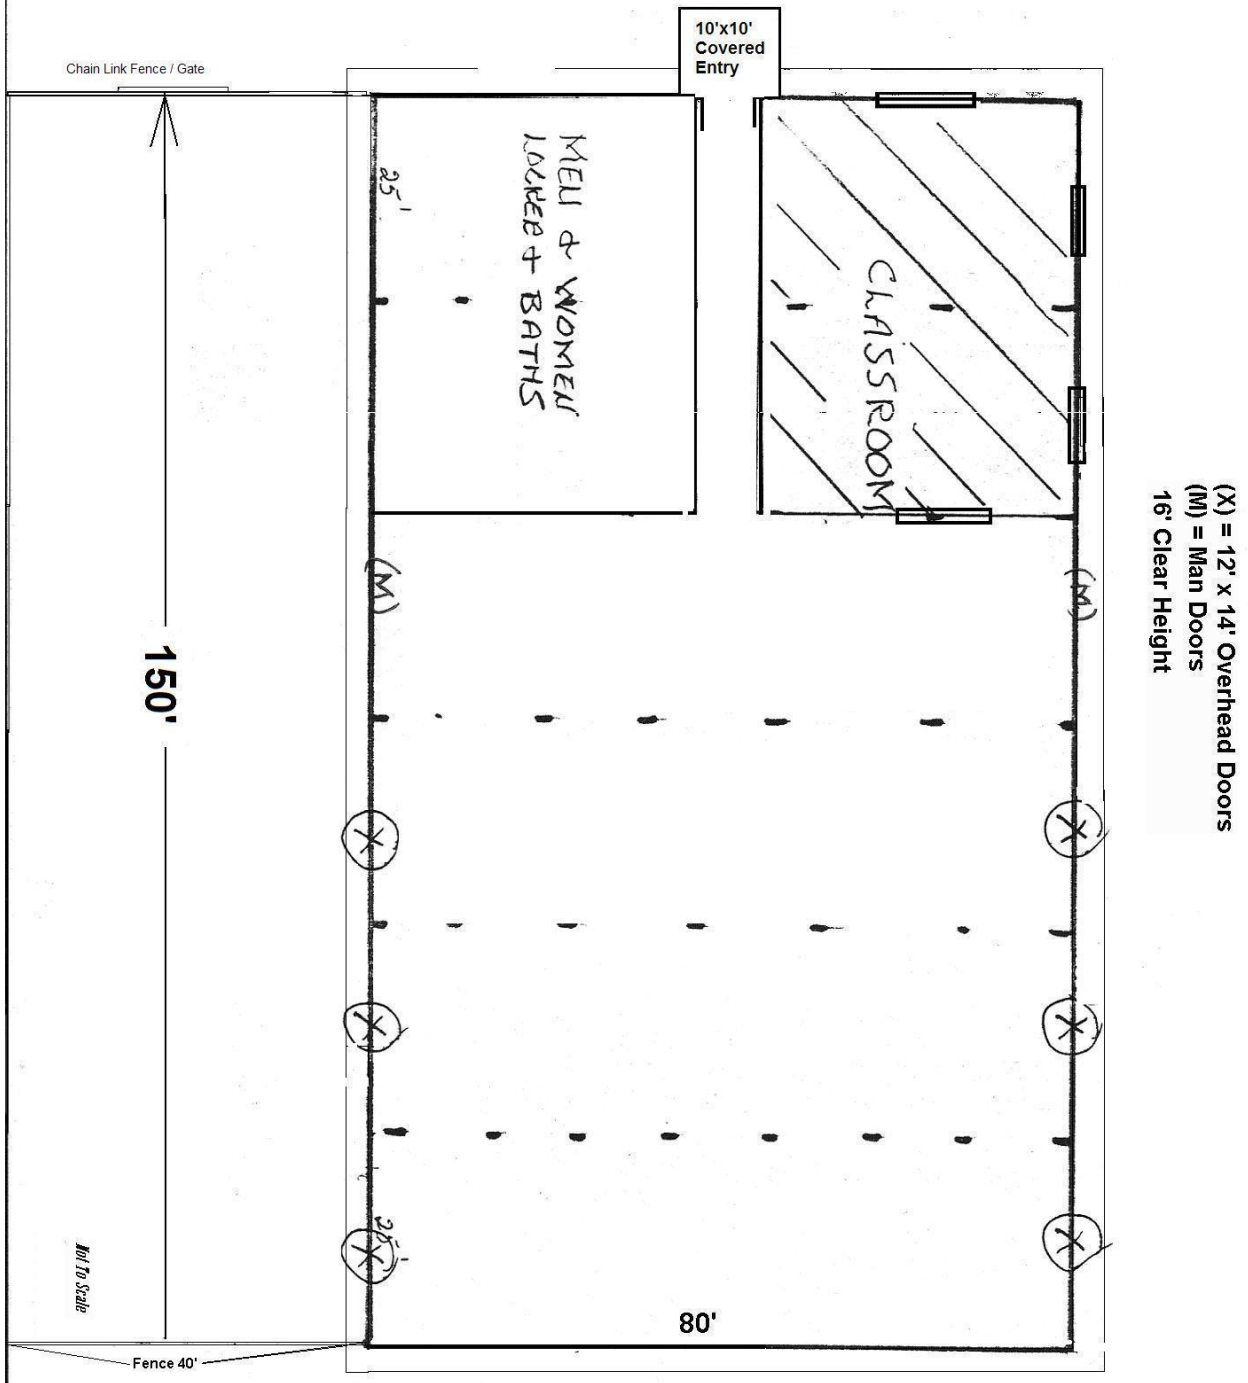 10'x10'
Covered
Entry
Chain Link Fence / Gate
25'
MEN & WOMEN
LOCKER + BATHS
CLASSROOM
(X) = 12' x 14' Overhead Doors
(M) = Man Doors
16' Clear Height
(M)
(M)
150'
X
X
X
X
25'
X
X
Not To Scale
80'
Fence 40'